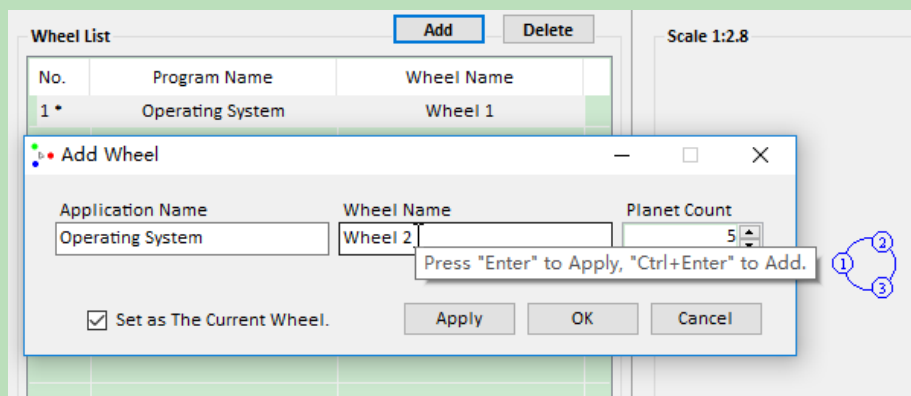 Wheel List
Add
Delete
Scale 1:2.8
No.
Program Name
Wheel Name
1 *
Operating System
Wheel 1
Add Wheel
Application Name
Wheel Name
Planet Count
Operating System
Wheel 2
5
Press "Enter" to Apply, "Ctrl+Enter" to Add.
1
2
3
Set as The Current Wheel.
Apply
OK
Cancel